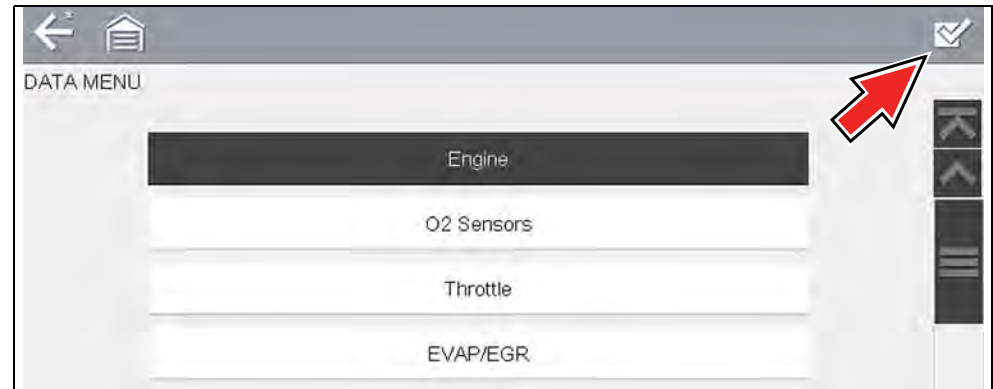 DATA MENU
Engine
O2 Sensors
Throttle
EVAP/EGR